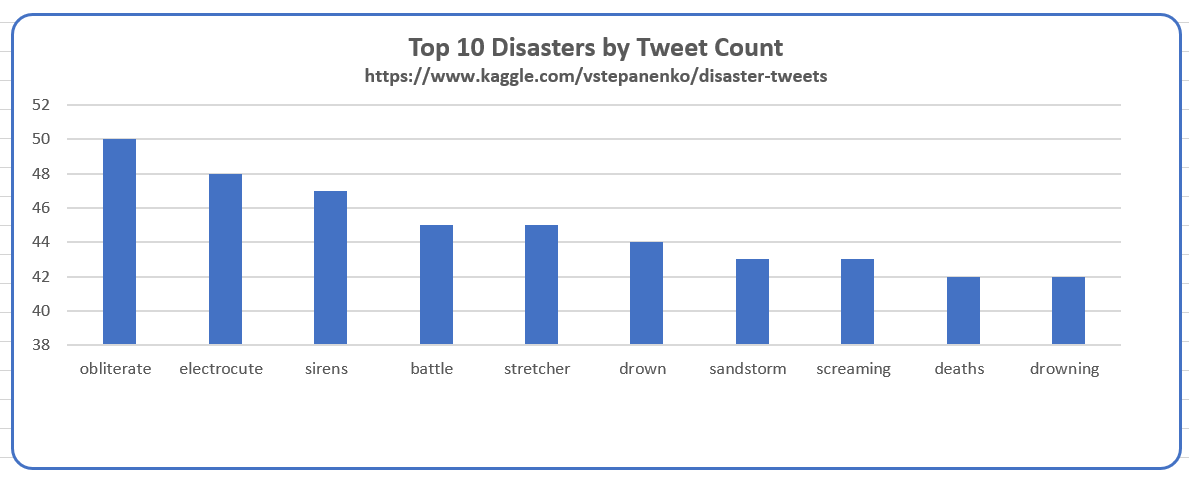 Top 10 Disasters by Tweet Count
https://www.kaggle.com/vstepanenko/disaster-tweets
52
50
48
46
44
42
40
38
obliterate electrocute sirens battle stretcher drown sandstorm screaming deaths drowning